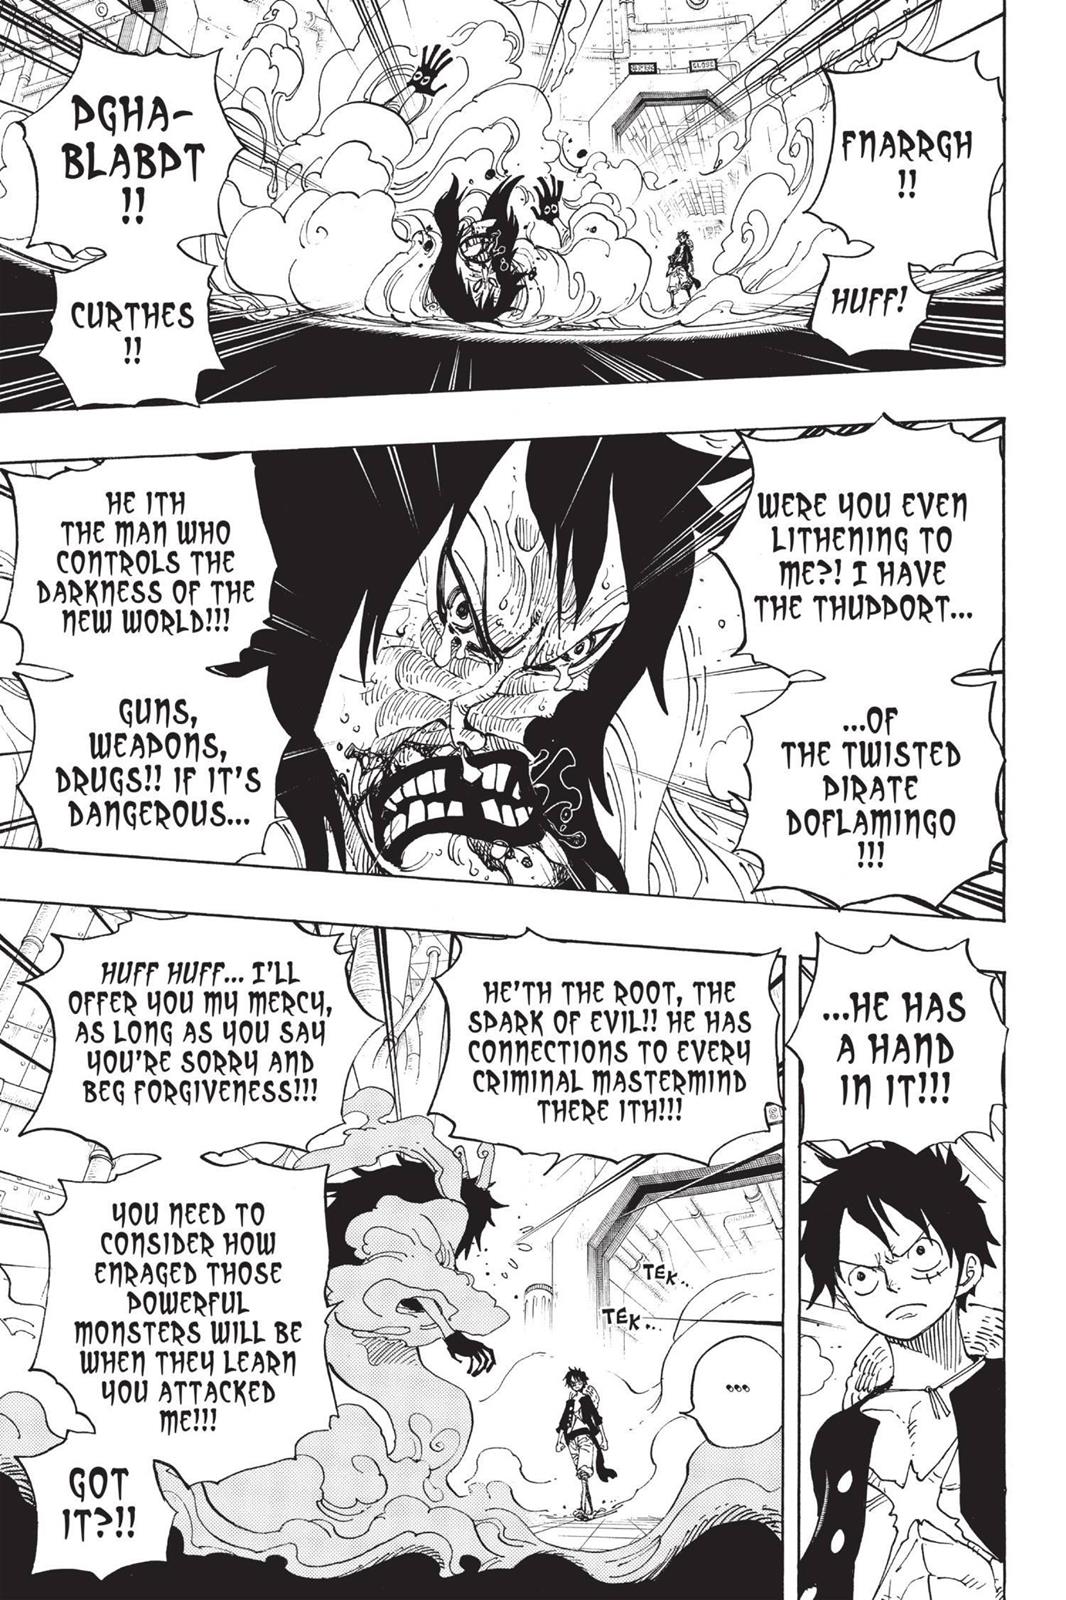 FNARRGH
!!
HUFF!
PGHA-
BLABPT
!!
CURTHES
!!
CLOSE
WERE YOU EVEN
LITHENING TO
ME?! I HAVE
THE THUPPORT...
...OF
THE TWISTED
PIRATE
DOFLAMINGO
!!!
HE ITH
THE MAN WHO
CONTROLS THE
DARKNESS OF THE
NEW WORLD!!!
GUNS,
WEAPONS,
DRUGS!! IF IT'S
DANGEROUS...
...HE HAS
A HAND
IN IT!!!
HE'TH THE ROOT, THE
SPARK OF EVIL!! HE HAS
CONNECTIONS TO EVERY
CRIMINAL MASTERMIND
THERE ITH!!!
HUFF HUFF... I'LL
OFFER YOU MY MERCY,
AS LONG AS YOU SAY
YOU'RE SORRY AND
BEG FORGIVENESS!!!
TEK...
TEK...
...
YOU NEED TO
CONSIDER HOW
ENRAGED THOSE
POWERFUL
MONSTERS WILL BE
WHEN THEY LEARN
YOU ATTACKED
ME!!!
GOT
IT?!!